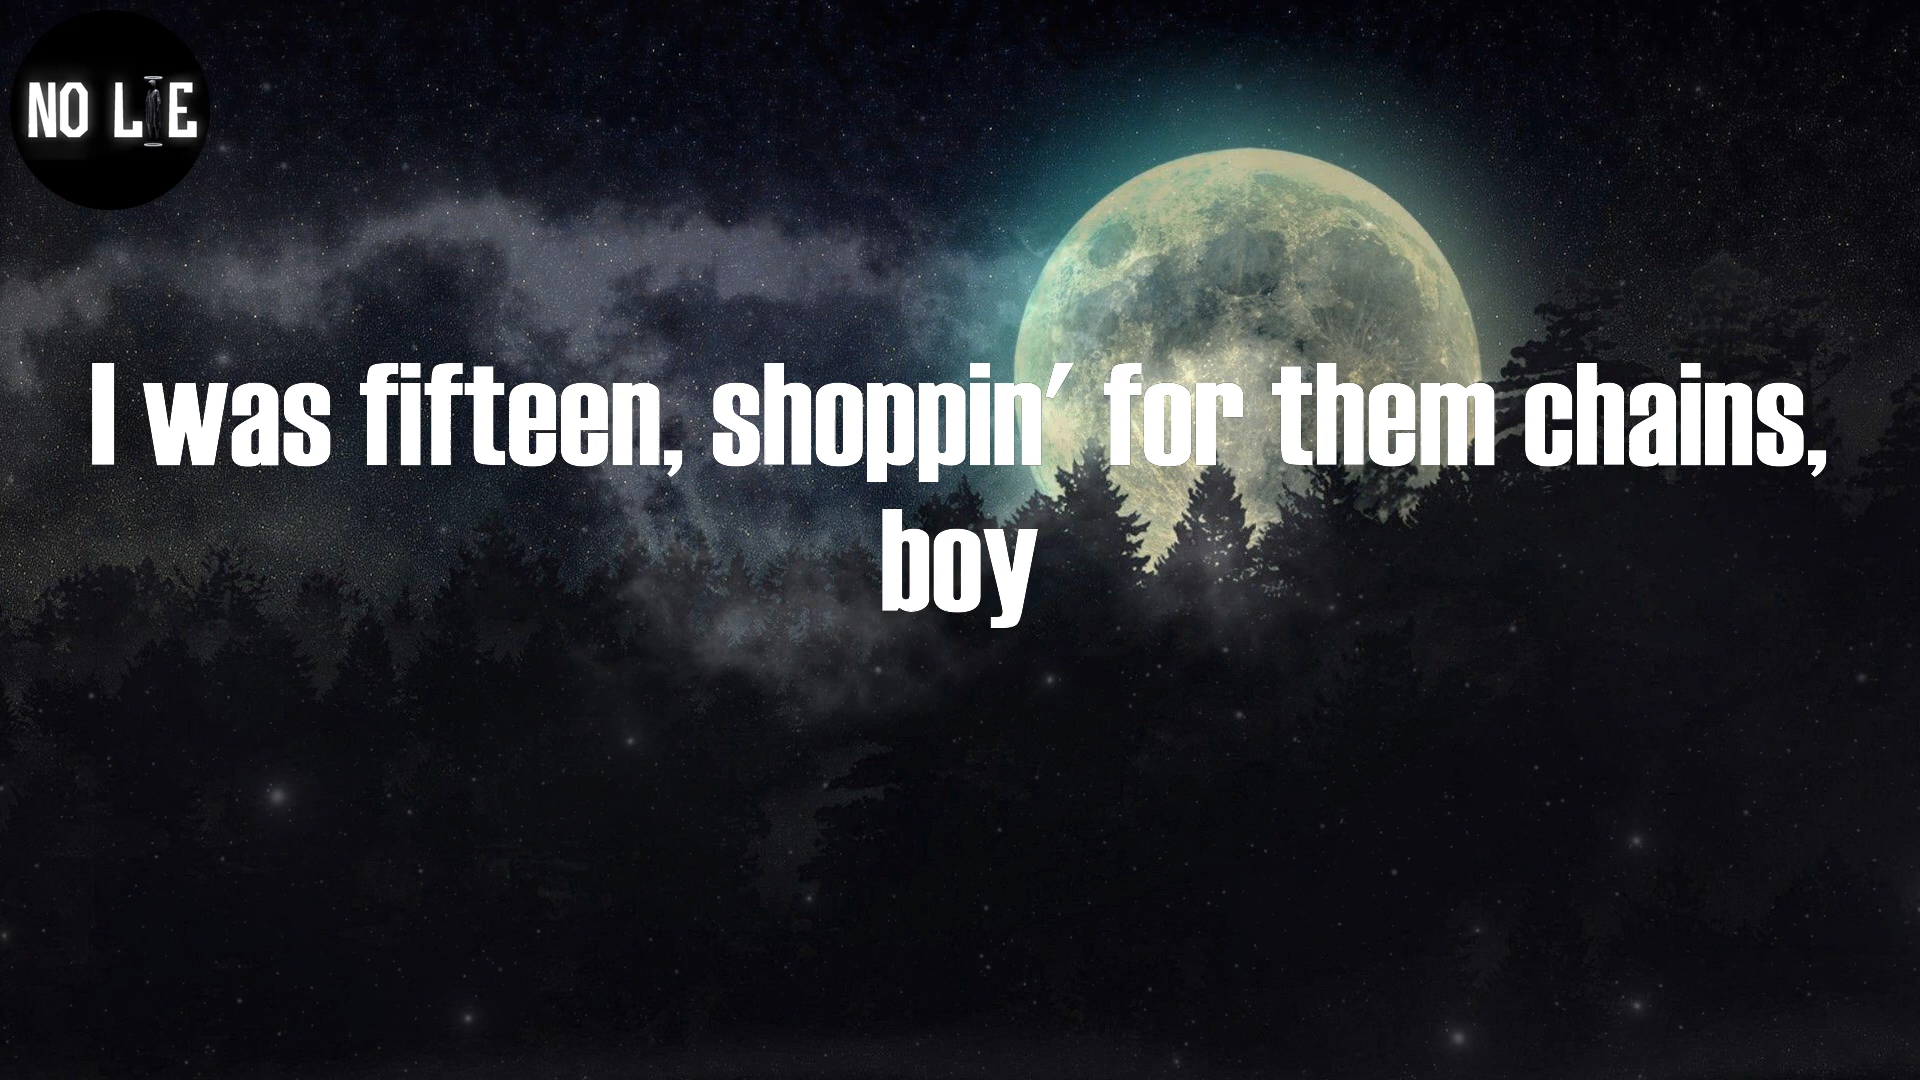 NO LIE
I was fifteen, shoppin' for them chains,
boy